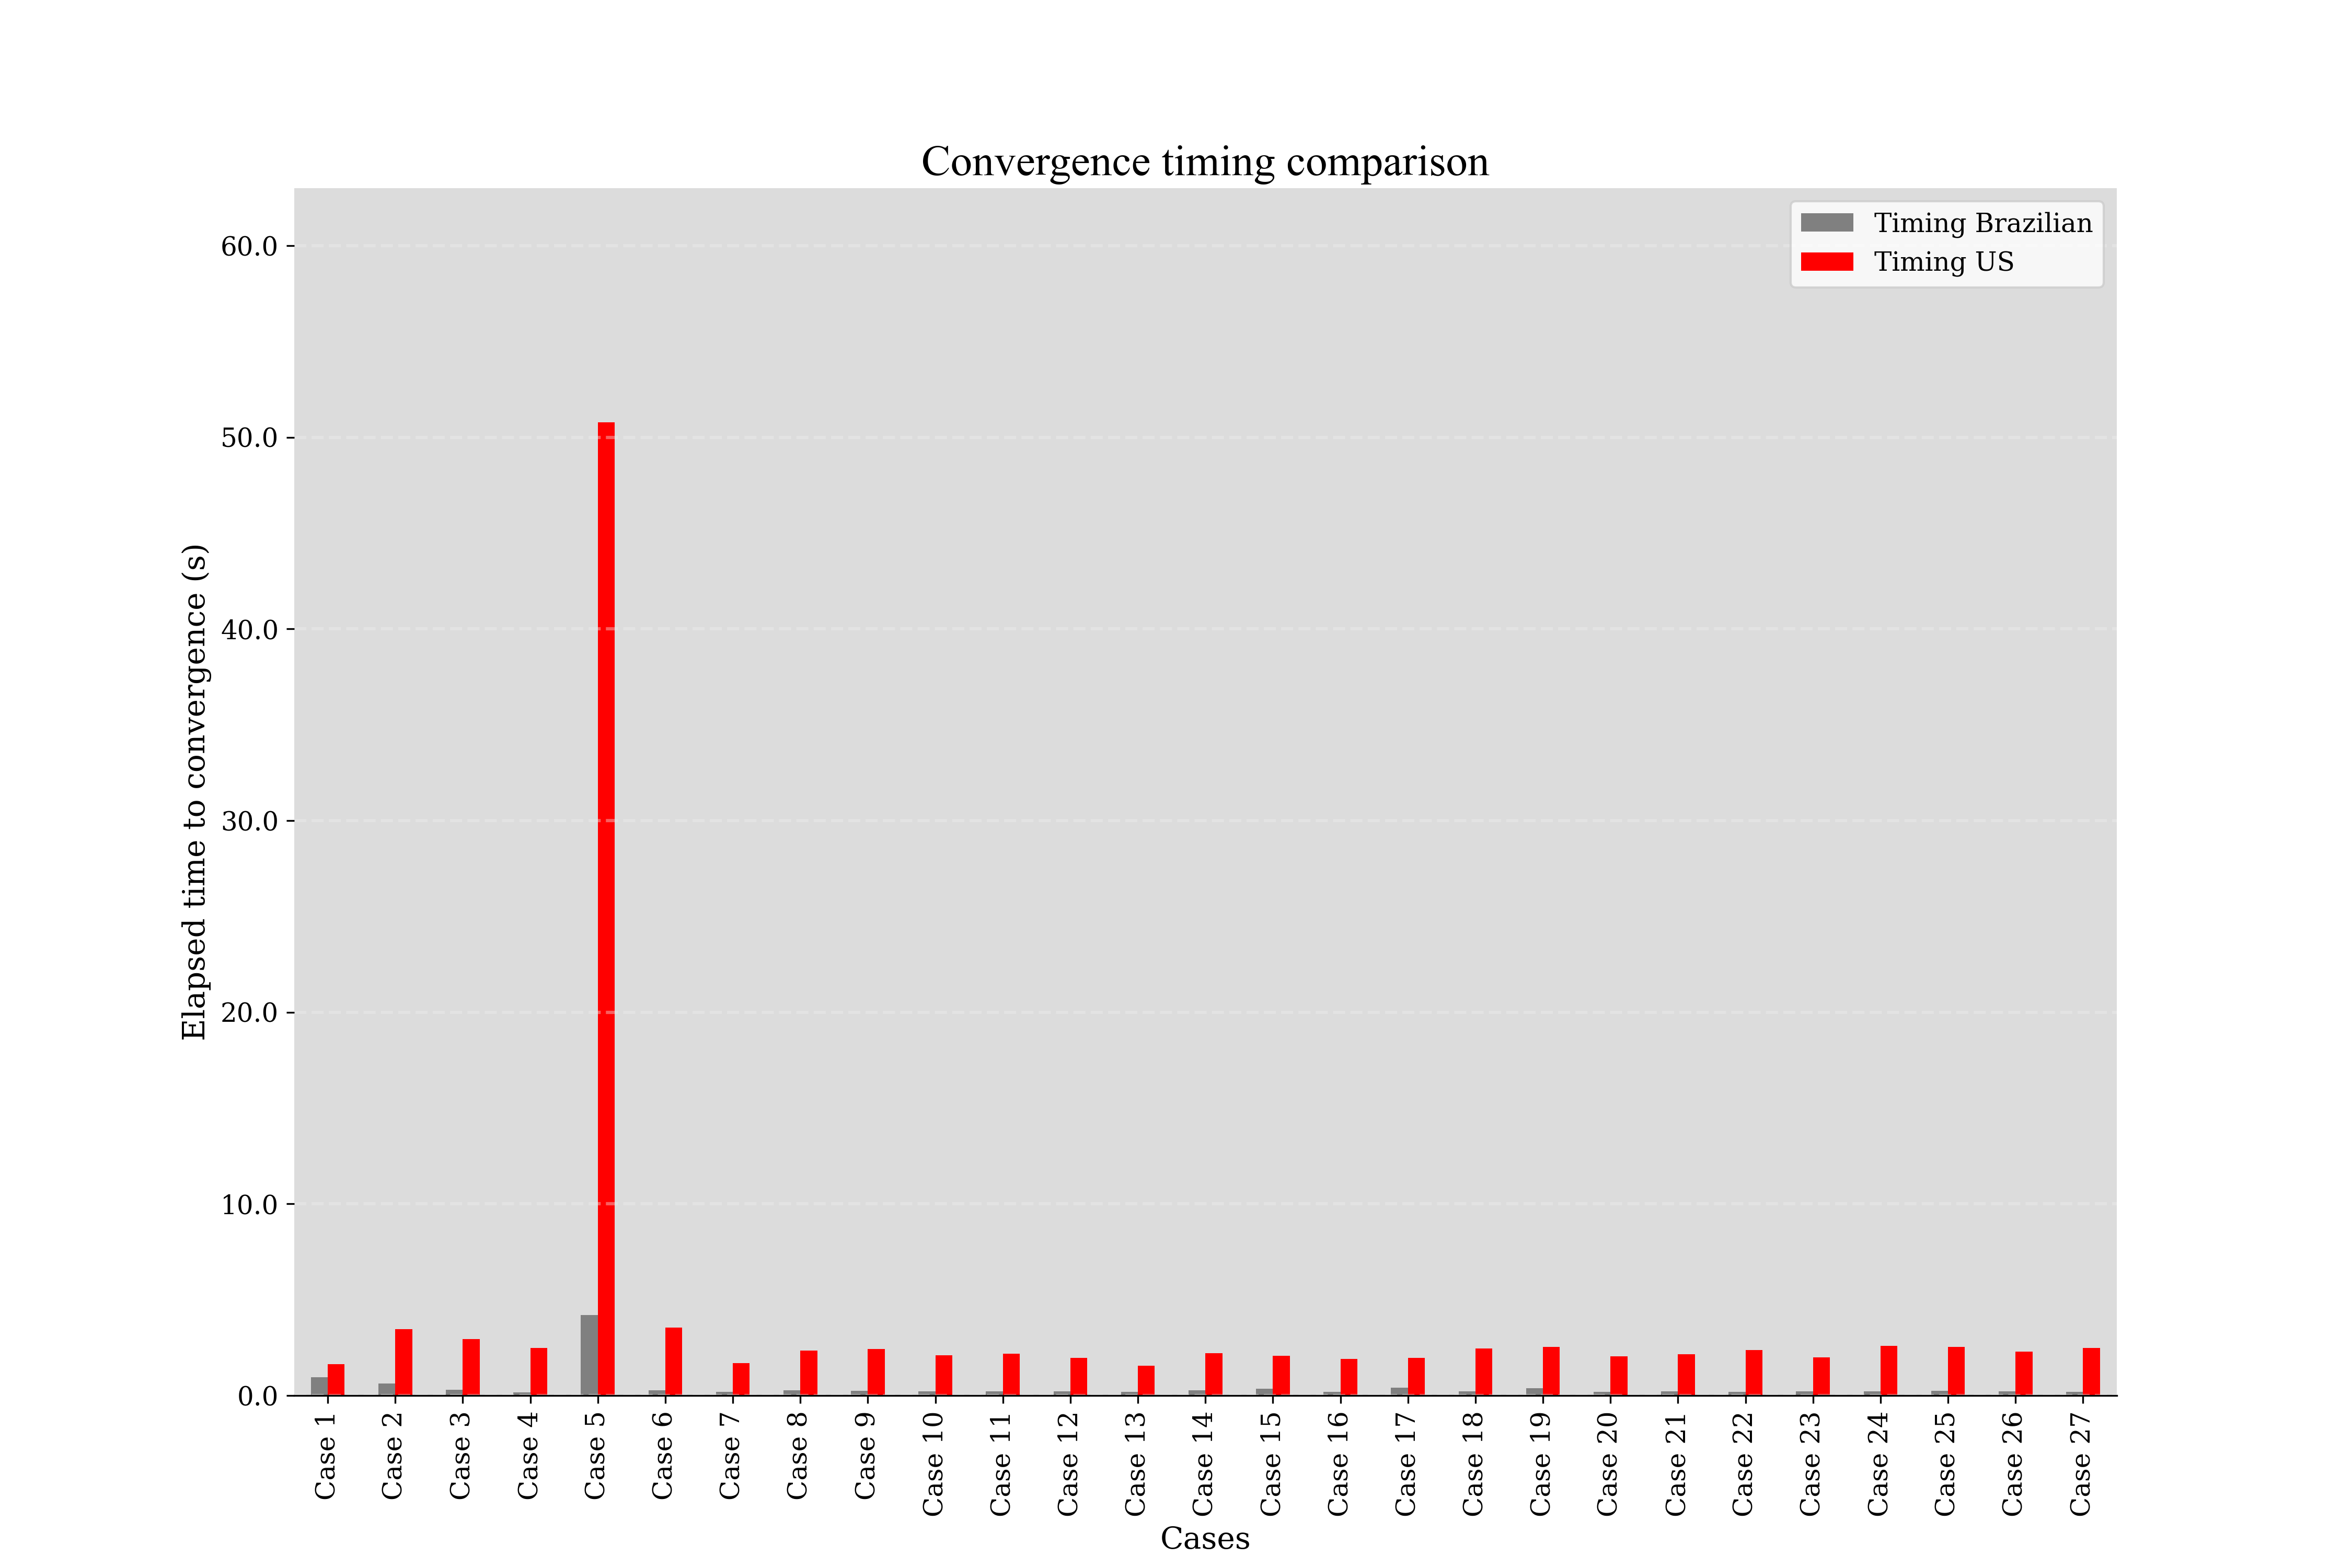 Convergence timing comparison
Timing Brazilian
Timing US
Elapsed time to convergence (s)
60.0
50.0
40.0
30.0
20.0
10.0
0.0
Case 1
Case 2
Case 3
Case 4
Case 5
Case 6
Case 7
Case 8
Case 9
Case 10
Case 11
Case 12
Case 13
Case 14
Case 15
Case 16
Case 17
Case 18
Case 19
Case 20
Case 21
Case 22
Case 23
Case 24
Case 25
Case 26
Case 27
Cases